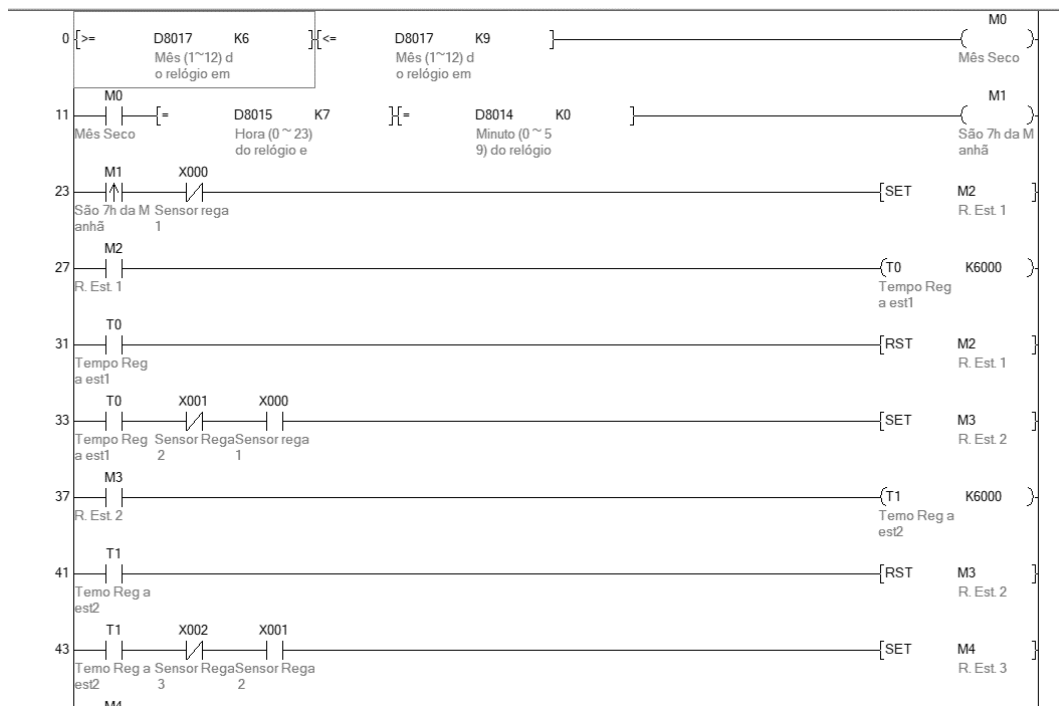 M0
0 [>= D8017 K6 ][<= D8017 K9 ] ( )
Mês (1~12) d Mês (1~12) d Mês Seco
o relógio em o relógio em
M0 M1
11 [= D8015 K7 ][= D8014 K0 ] ( )
Mês Seco Hora (0 ~ 23) Minuto (0 ~ 5 São 7h da M
do relógio e 9) do relógio anhã
M1 X000
23 [SET M2 ]
São 7h da M Sensor rega R. Est. 1
anhã 1
M2
27 (T0 K6000 )
R. Est. 1 Tempo Reg
a est1
T0
31 [RST M2 ]
Tempo Reg R. Est. 1
a est1
T0 X001 X000
33 [SET M3 ]
Tempo Reg Sensor Rega Sensor rega R. Est. 2
a est1 2 1
M3
37 (T1 K6000 )
R. Est. 2 Temo Reg a
est2
T1
41 [RST M3 ]
Temo Reg a R. Est. 2
est2
T1 X002 X001
43 [SET M4 ]
Temo Reg a Sensor Rega Sensor Rega R. Est. 3
est2 3 2
M4